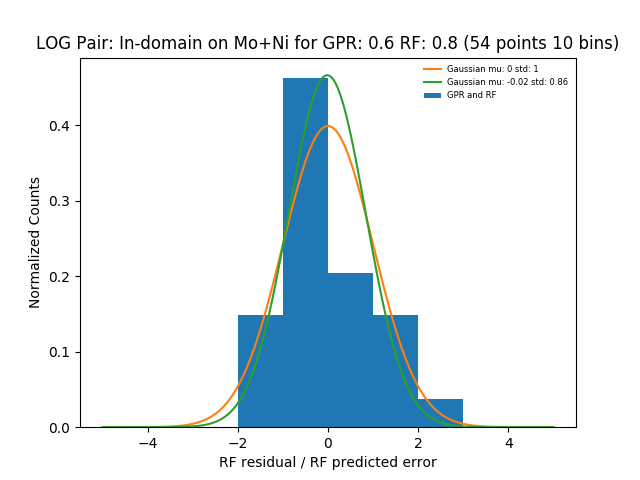 LOG Pair: In-domain on Mo+Ni for GPR: 0.6 RF: 0.8 (54 points 10 bins)
Gaussian mu: 0 std: 1
Gaussian mu: -0.02 std: 0.86
GPR and RF
Normalized Counts
0.4
0.3
0.2
0.1
0.0
−4
−2
0
2
4
RF residual / RF predicted error